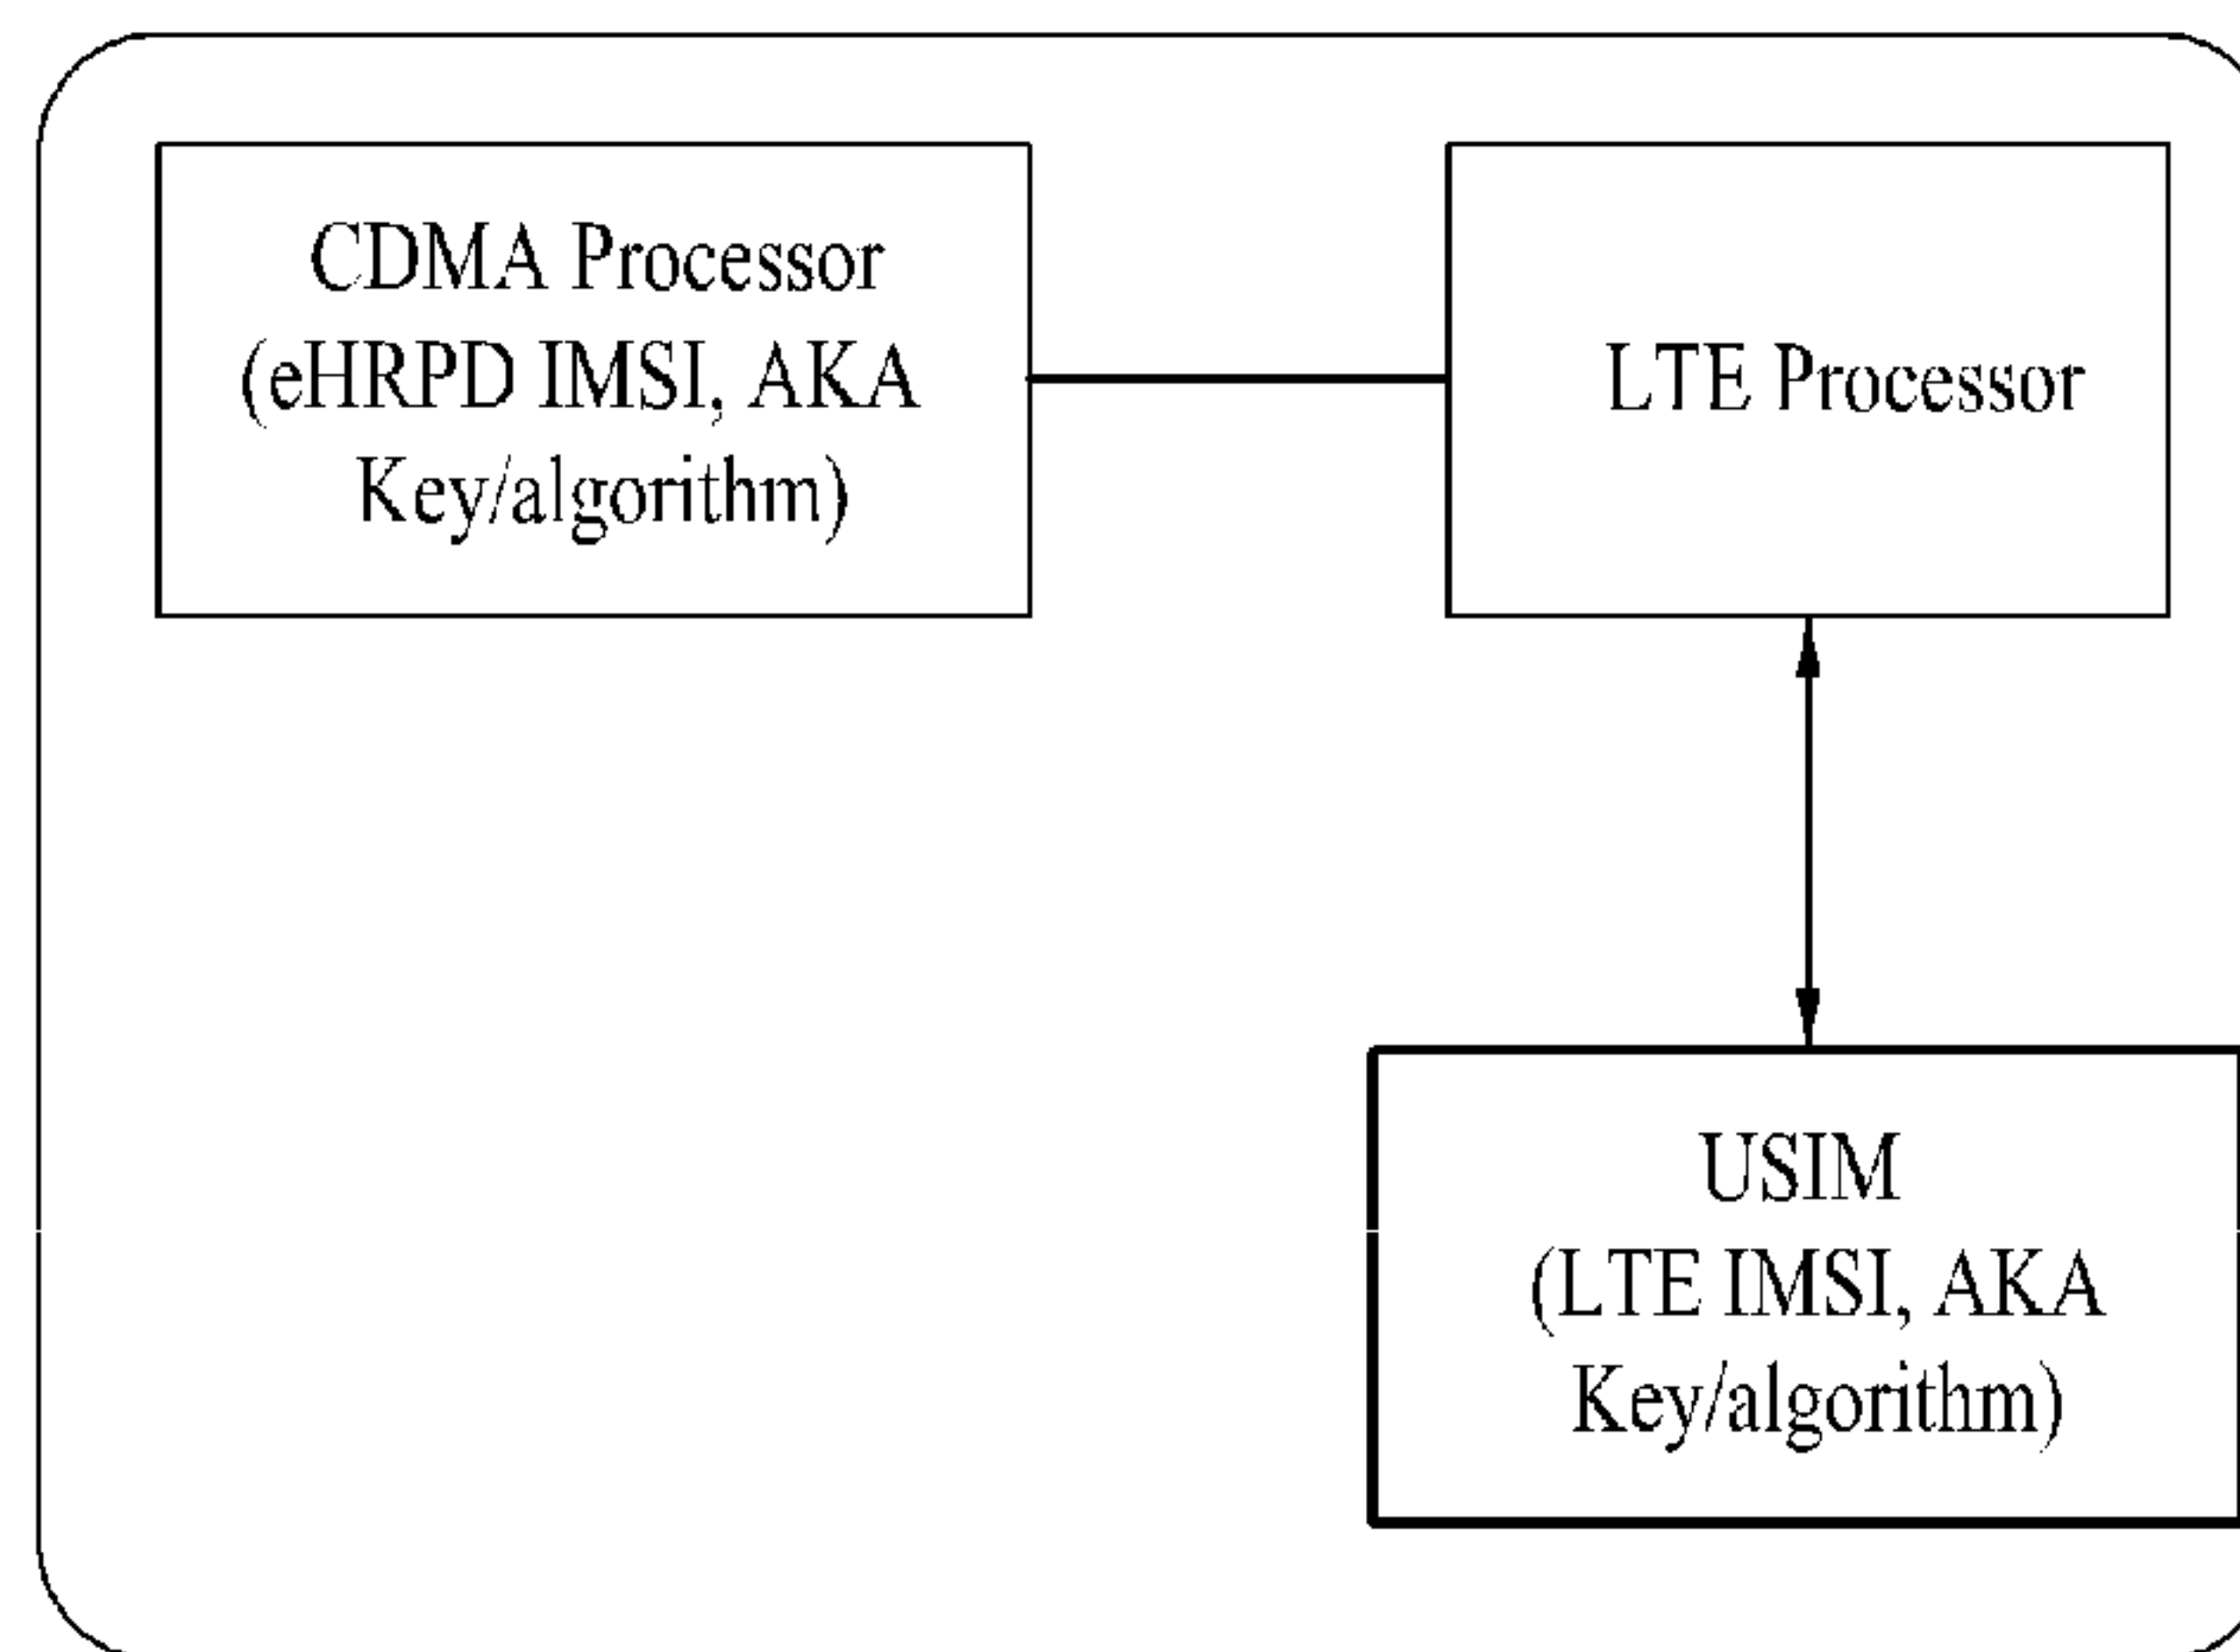 CDMA Processor
(eHRPD IMSI, AKA
Key/algorithm)
LTE Processor
USIM
(LTE IMSI, AKA
Key/algorithm)